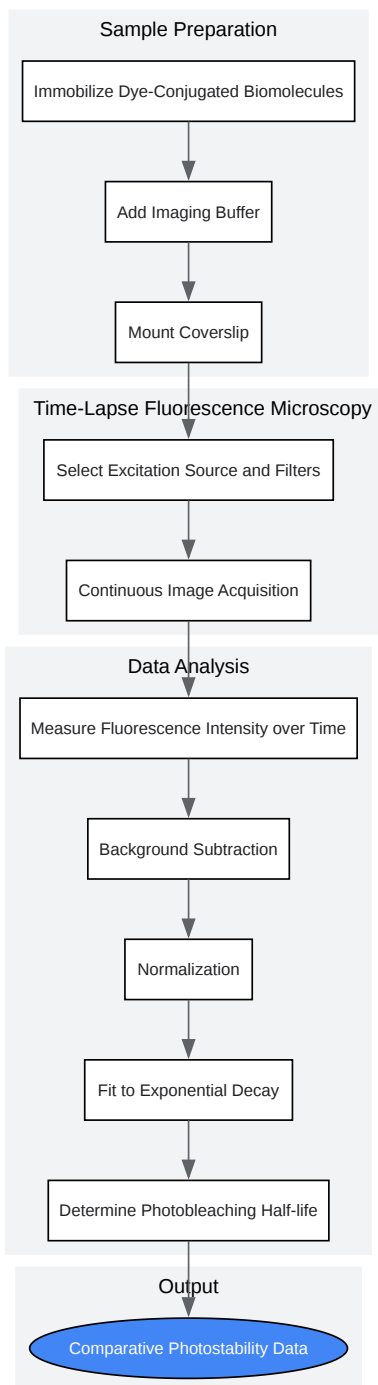 Sample Preparation
Immobilize Dye-Conjugated Biomolecules
Add Imaging Buffer
Mount Coverslip
Time-Lapse Fluorescence Microscopy
Select Excitation Source and Filters
Continuous Image Acquisition
Data Analysis
Measure Fluorescence Intensity over Time
Background Subtraction
Normalization
Fit to Exponential Decay
Determine Photobleaching Half-life
Output
Comparative Photostability Data